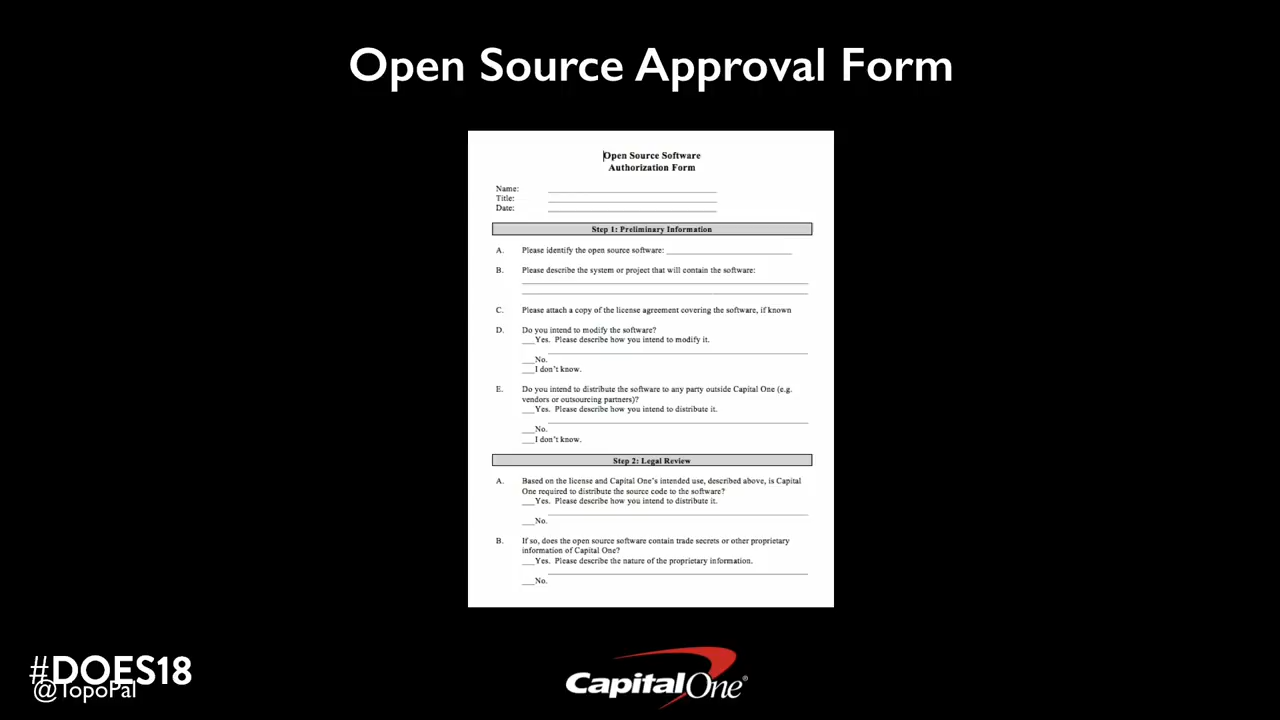 Open Source Approval Form
Open Source Software
Authorization Form
Name:
Title:
Date:
Step 1: Preliminary Information
A. Please identify the open source software:
B. Please describe the system or project that will contain the software:
C. Please attach a copy of the license agreement covering the software, if known
D. Do you intend to modify the software?
___Yes. Please describe how you intend to modify it.
___No.
___I don't know.
E. Do you intend to distribute the software to any party outside Capital One (e.g.
vendors or outsourcing partners)?
___Yes. Please describe how you intend to distribute it.
___No.
___I don't know.
Step 2: Legal Review
A. Based on the license and Capital One's intended use, described above, is Capital
One required to distribute the source code to the software?
___Yes. Please describe how you intend to distribute it.
___No.
B. If so, does the open source software contain trade secrets or other proprietary
information of Capital One?
___Yes. Please describe the nature of the proprietary information.
___No.
#DOES18
@TopoPal
Capital One®